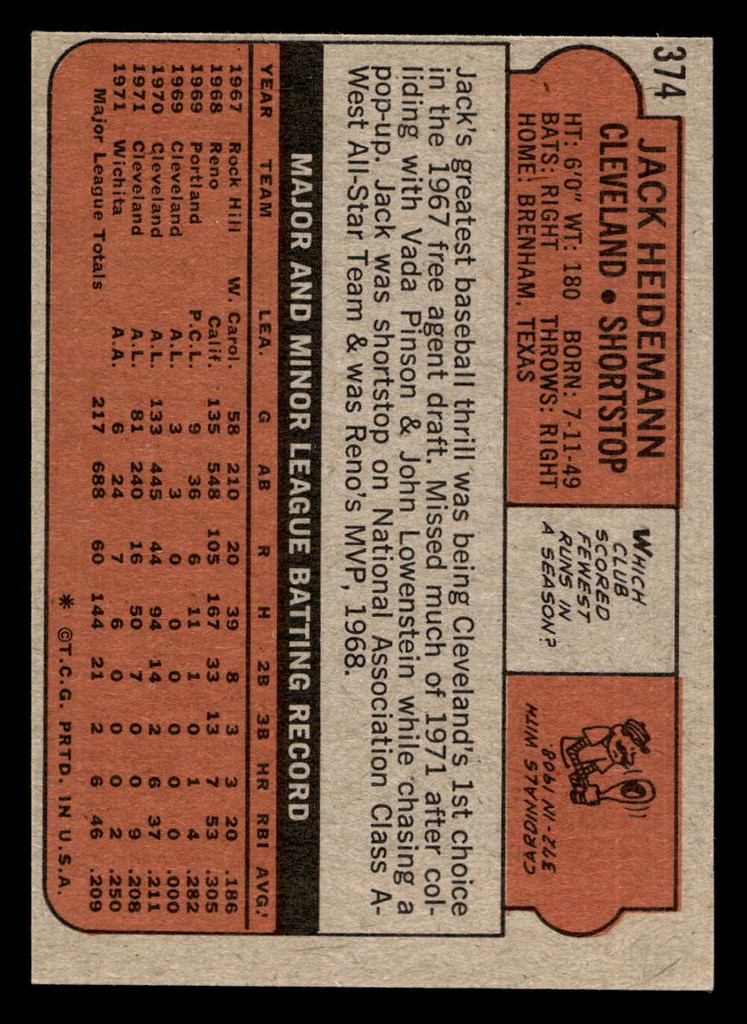 374
JACK HEIDEMANN
CLEVELAND • SHORTSTOP
HT: 6'0" WT: 180 BORN: 7-11-49
BATS: RIGHT THROWS: RIGHT
HOME: BRENHAM, TEXAS
WHICH
CLUB
SCORED
FEWEST
RUNS IN
A SEASON?
CARDINALS WITH
372-IN 1908.
Jack's greatest baseball thrill was being Cleveland's 1st choice
in the 1967 free agent draft. Missed much of 1971 after col-
liding with Vada Pinson & John Lowenstein while chasing a
pop-up. Jack was shortstop on National Association Class A-
West All-Star Team & was Reno's MVP, 1968.
MAJOR AND MINOR LEAGUE BATTING RECORD
YEAR TEAM LEA. G AB R H 2B 3B HR RBI AVG.
1967 Rock Hill W. Carol. 58 210 20 39 8 3 3 20 .186
1968 Reno Calif. 135 548 105 167 33 13 7 53 .305
1969 Portland P.C.L. 9 36 6 11 1 0 1 4 .282
1969 Cleveland A.L. 3 3 0 0 0 0 0 0 .000
1970 Cleveland A.L. 133 445 44 94 14 2 6 37 .211
1971 Cleveland A.L. 81 240 16 50 7 0 0 9 .208
1971 Wichita A.A. 6 24 7 6 0 0 0 2 .250
Major League Totals 217 688 60 144 21 2 6 46 .209
* ©T.C.G. PRTD. IN U.S.A.